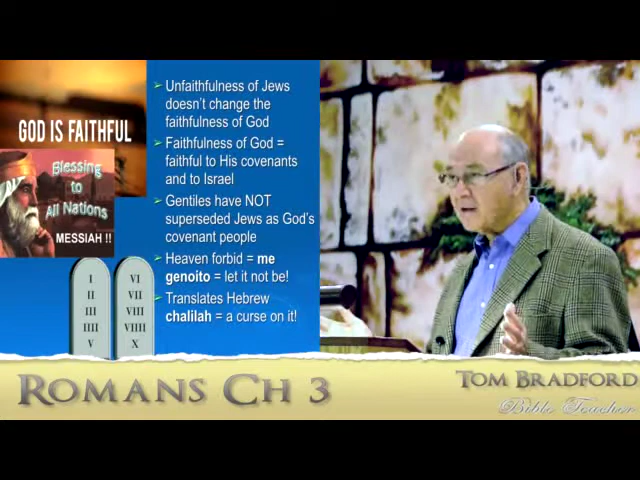 GOD IS FAITHFUL
Blessing
to
All Nations
MESSIAH !!
I
II
III
IIII
V
VI
VII
VIII
VIIII
X
➢ Unfaithfulness of Jews
doesn't change the
faithfulness of God
➢ Faithfulness of God =
faithful to His covenants
and to Israel
➢ Gentiles have NOT
superseded Jews as God's
covenant people
➢ Heaven forbid = me
genoito = let it not be!
➢ Translates Hebrew
chalilah = a curse on it!
ROMANS CH 3
TOM BRADFORD
Bible Teacher